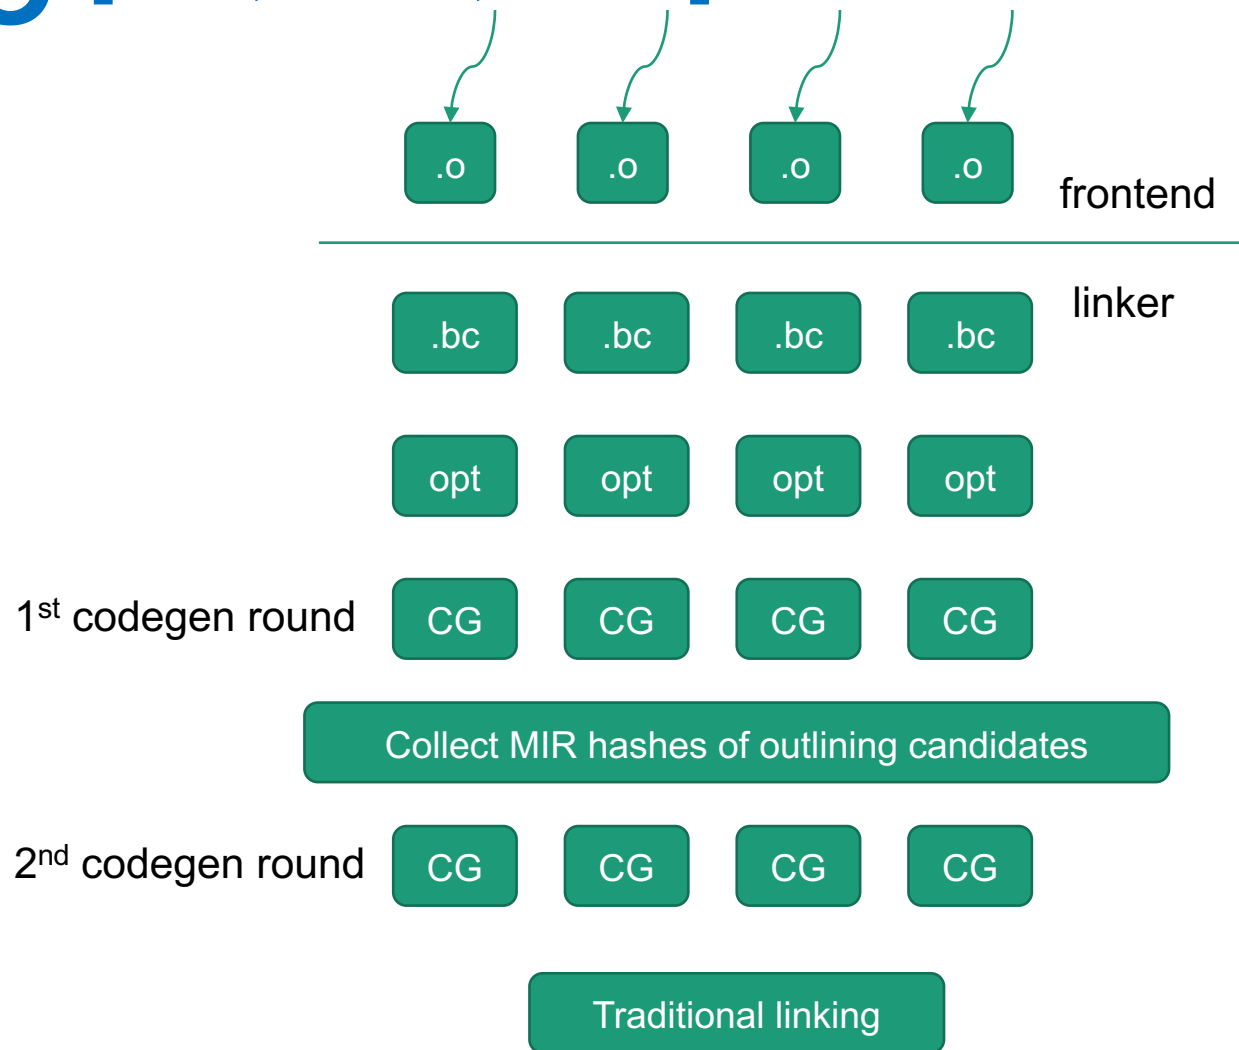 .o .o .o .o
frontend
linker
.bc .bc .bc .bc
opt opt opt opt
1st codegen round CG CG CG CG
Collect MIR hashes of outlining candidates
2nd codegen round CG CG CG CG
Traditional linking